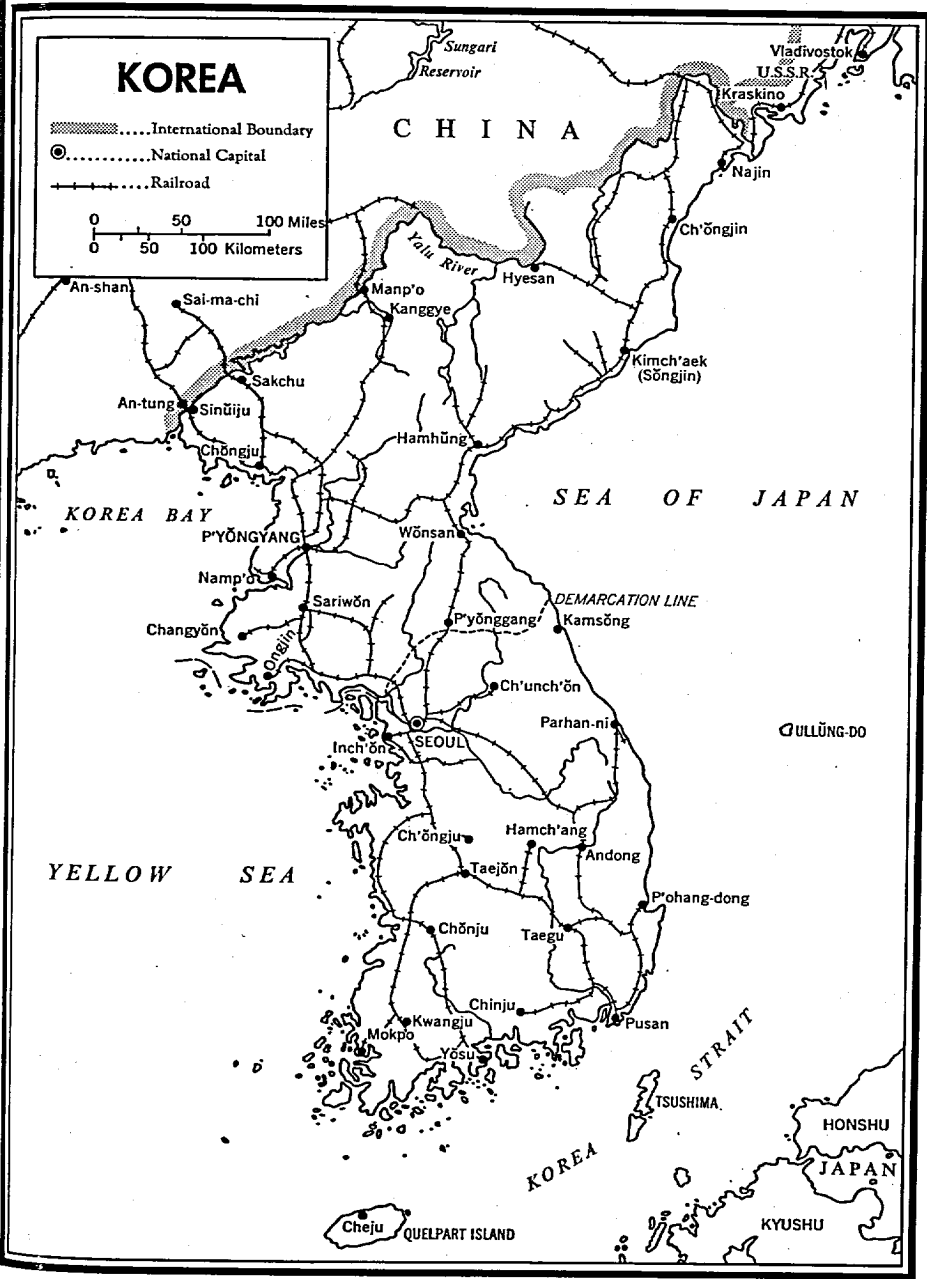 KOREA
International Boundary
National Capital
Railroad
0 50 100 Miles
0 50 100 Kilometers
Sungari
Reservoir
Vladivostok
U.S.S.R.
Kraskino
CHINA
Najin
Ch'ŏngjin
Yalu River
Hyesan
An-shan
Sai-ma-chi
Manp'o
Kanggye
Kimch'aek
(Sŏngjin)
Sakchu
An-tung
Sinŭiju
Hamhŭng
Chŏngju
SEA OF JAPAN
KOREA BAY
P'YŎNGYANG
Wŏnsan
Namp'o
Sariwŏn
DEMARCATION LINE
P'yŏnggang
Kamsŏng
Changyŏn
Ongjin
Ch'unch'ŏn
Parhan-ni
ULLŬNG-DO
SEOUL
Inch'ŏn
Ch'ŏngju
Hamch'ang
Andong
YELLOW SEA
Taejŏn
P'ohang-dong
Chŏnju
Taegu
Chinju
Kwangju
Pusan
Mokpo
Yŏsu
KOREA STRAIT
TSUSHIMA
HONSHU
JAPAN
KYUSHU
Cheju
QUELPART ISLAND